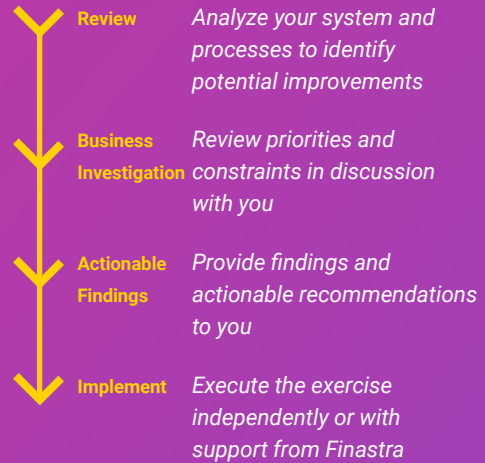 Review Analyze your system and
processes to identify
potential improvements
Business Review priorities and
Investigation constraints in discussion
with you
Actionable Provide findings and
Findings actionable recommendations
to you
Implement Execute the exercise
independently or with
support from Finastra